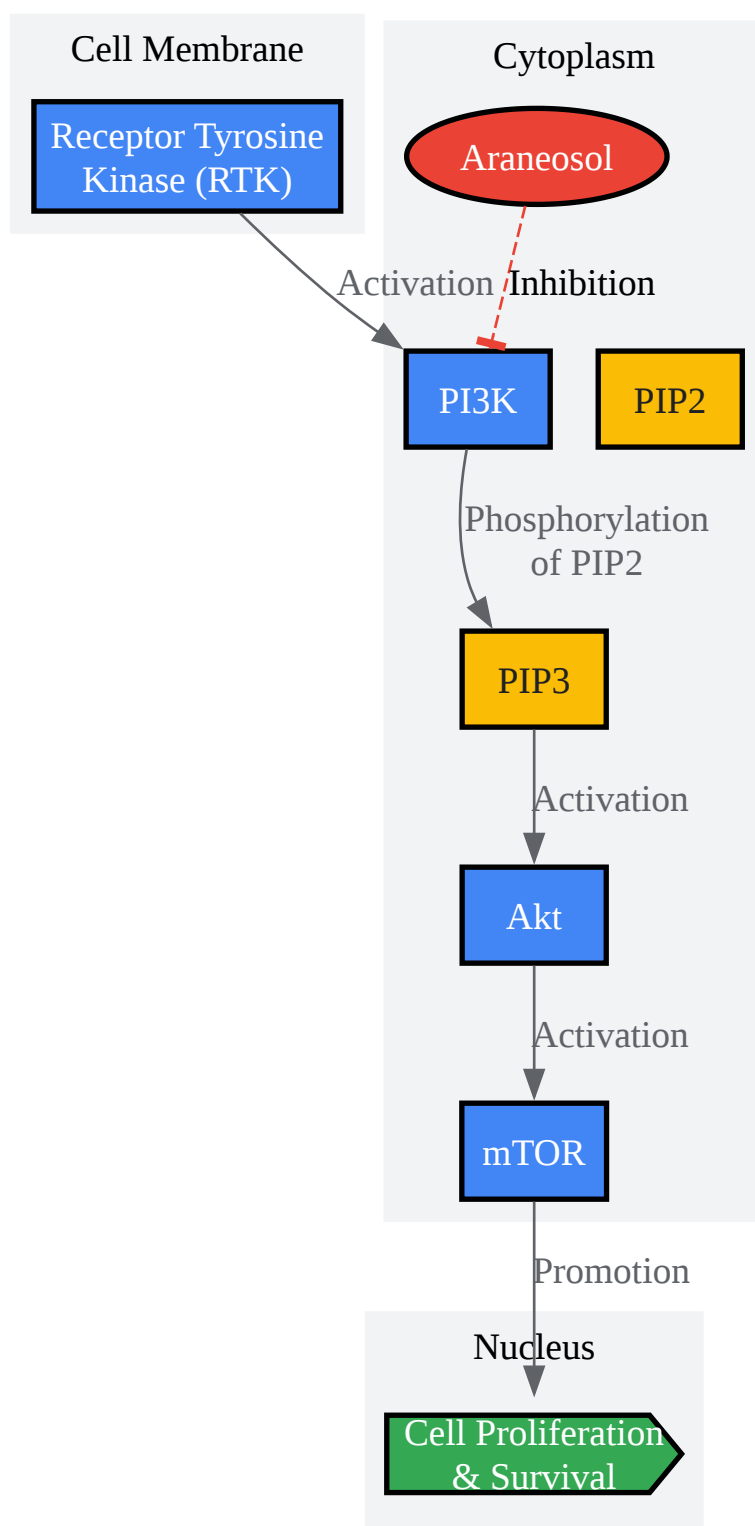 Cell Membrane
Receptor Tyrosine
Kinase (RTK)
Cytoplasm
Araneosol
Activation
Inhibition
PI3K
PIP2
Phosphorylation
of PIP2
PIP3
Activation
Akt
Activation
mTOR
Promotion
Nucleus
Cell Proliferation
& Survival